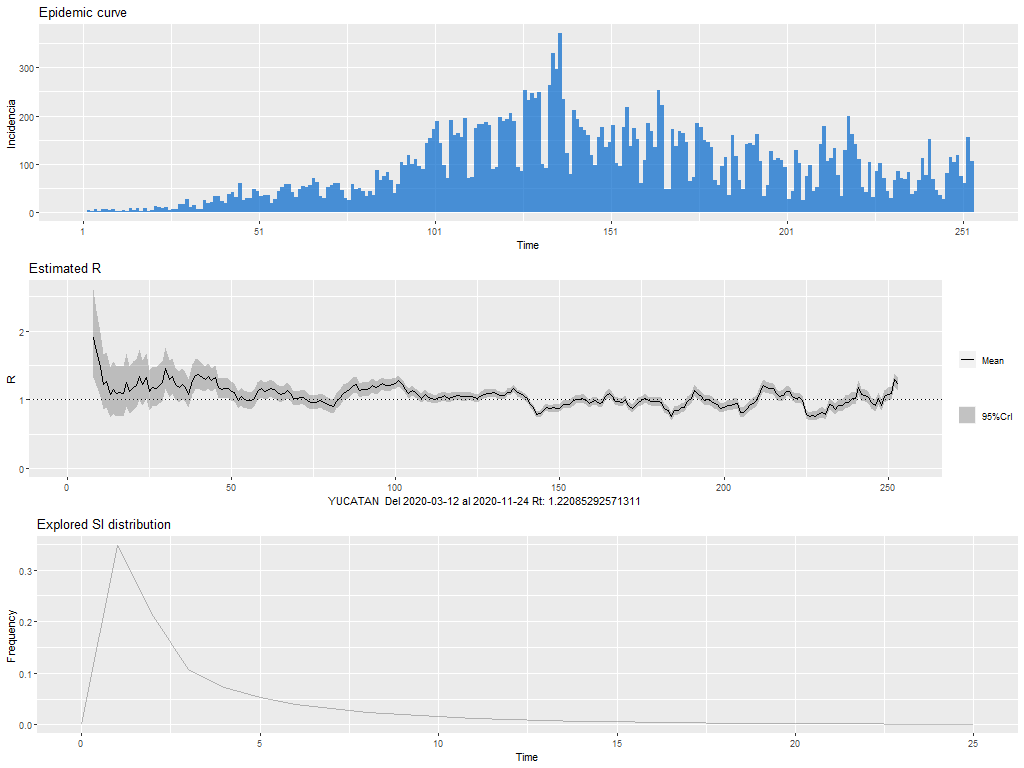 Epidemic curve
Incidencia
300
200
100
0
1 51 101 151 201 251
Time
Estimated R
R
2
1
0
0 50 100 150 200 250
YUCATAN Del 2020-03-12 al 2020-11-24 Rt: 1.22085292571311
Mean
95%CrI
Explored SI distribution
Frequency
0.3
0.2
0.1
0.0
0 5 10 15 20 25
Time